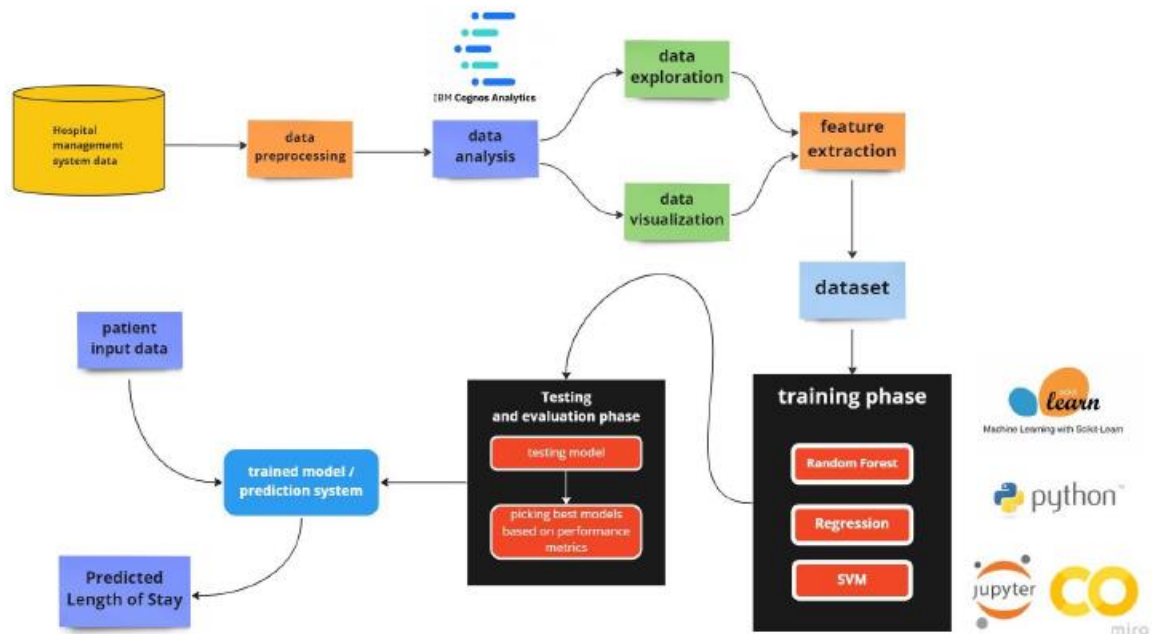 IBM Cognos Analytics
Hospital
management
system data
data
preprocessing
data
analysis
data
exploration
data
visualization
feature
extraction
dataset
patient
input data
Testing
and evaluation phase
testing model
picking best models
based on performance
metrics
training phase
Random Forest
Regression
SVM
trained model /
prediction system
Predicted
Length of Stay
learn
Machine Learning with Scikit-Learn
python™
jupyter
CO
miro